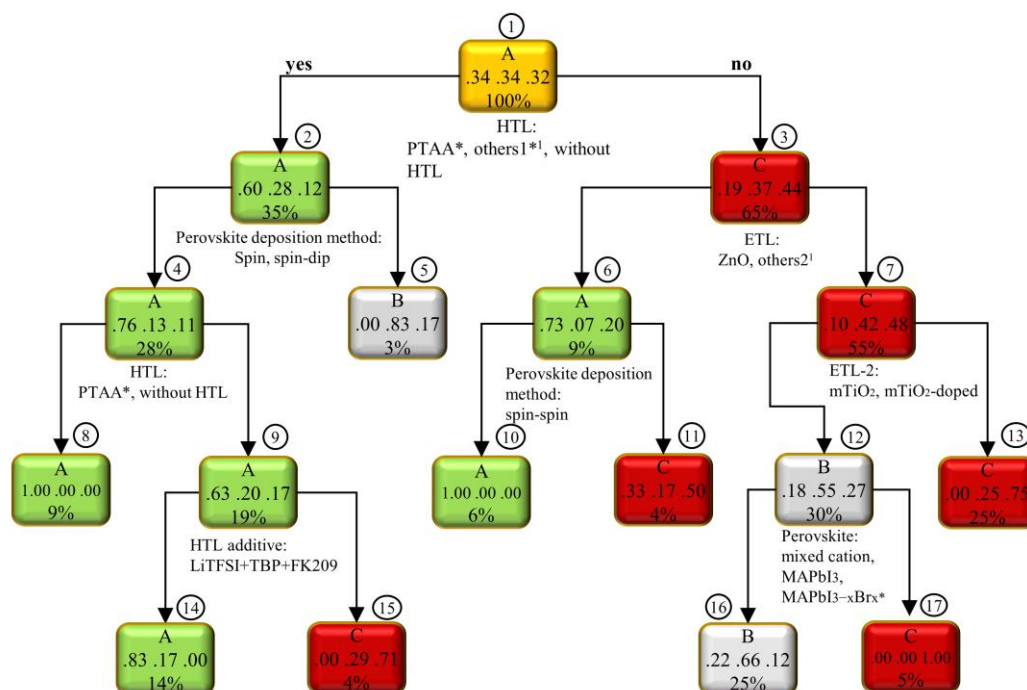 1
A
.34 .34 .32
100%
yes
no
HTL:
PTAA*, others1*¹, without
HTL
2
A
.60 .28 .12
35%
Perovskite deposition method:
Spin, spin-dip
3
C
.19 .37 .44
65%
ETL:
ZnO, others2¹
4
A
.76 .13 .11
28%
HTL:
PTAA*, without HTL
5
B
.00 .83 .17
3%
6
A
.73 .07 .20
9%
Perovskite deposition
method:
spin-spin
7
C
.10 .42 .48
55%
ETL-2:
mTiO₂, mTiO₂-doped
8
A
1.00 .00 .00
9%
9
A
.63 .20 .17
19%
HTL additive:
LiTFSI+TBP+FK209
10
A
1.00 .00 .00
6%
11
C
.33 .17 .50
4%
12
B
.18 .55 .27
30%
Perovskite:
mixed cation,
MAPbI₃,
MAPbI₃₋ₓBrₓ*
13
C
.00 .25 .75
25%
14
A
.83 .17 .00
14%
15
C
.00 .29 .71
4%
16
B
.22 .66 .12
25%
17
C
.00 .00 1.00
5%